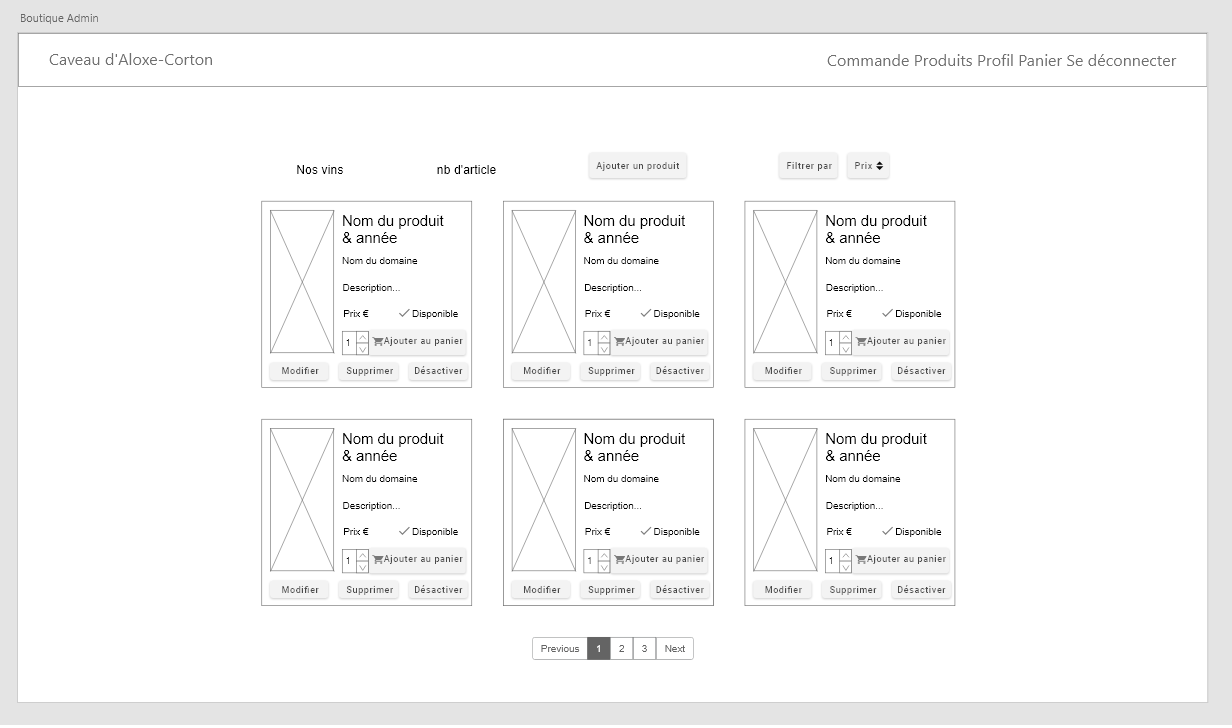 Boutique Admin
Caveau d'Aloxe-Corton
Commande Produits Profil Panier Se déconnecter
Nos vins
nb d'article
Ajouter un produit
Filtrer par
Prix
Nom du produit
& année
Nom du domaine
Description...
Prix €
Disponible
1
Ajouter au panier
Modifier
Supprimer
Désactiver
Nom du produit
& année
Nom du domaine
Description...
Prix €
Disponible
1
Ajouter au panier
Modifier
Supprimer
Désactiver
Nom du produit
& année
Nom du domaine
Description...
Prix €
Disponible
1
Ajouter au panier
Modifier
Supprimer
Désactiver
Nom du produit
& année
Nom du domaine
Description...
Prix €
Disponible
1
Ajouter au panier
Modifier
Supprimer
Désactiver
Nom du produit
& année
Nom du domaine
Description...
Prix €
Disponible
1
Ajouter au panier
Modifier
Supprimer
Désactiver
Nom du produit
& année
Nom du domaine
Description...
Prix €
Disponible
1
Ajouter au panier
Modifier
Supprimer
Désactiver
Previous 1 2 3 Next